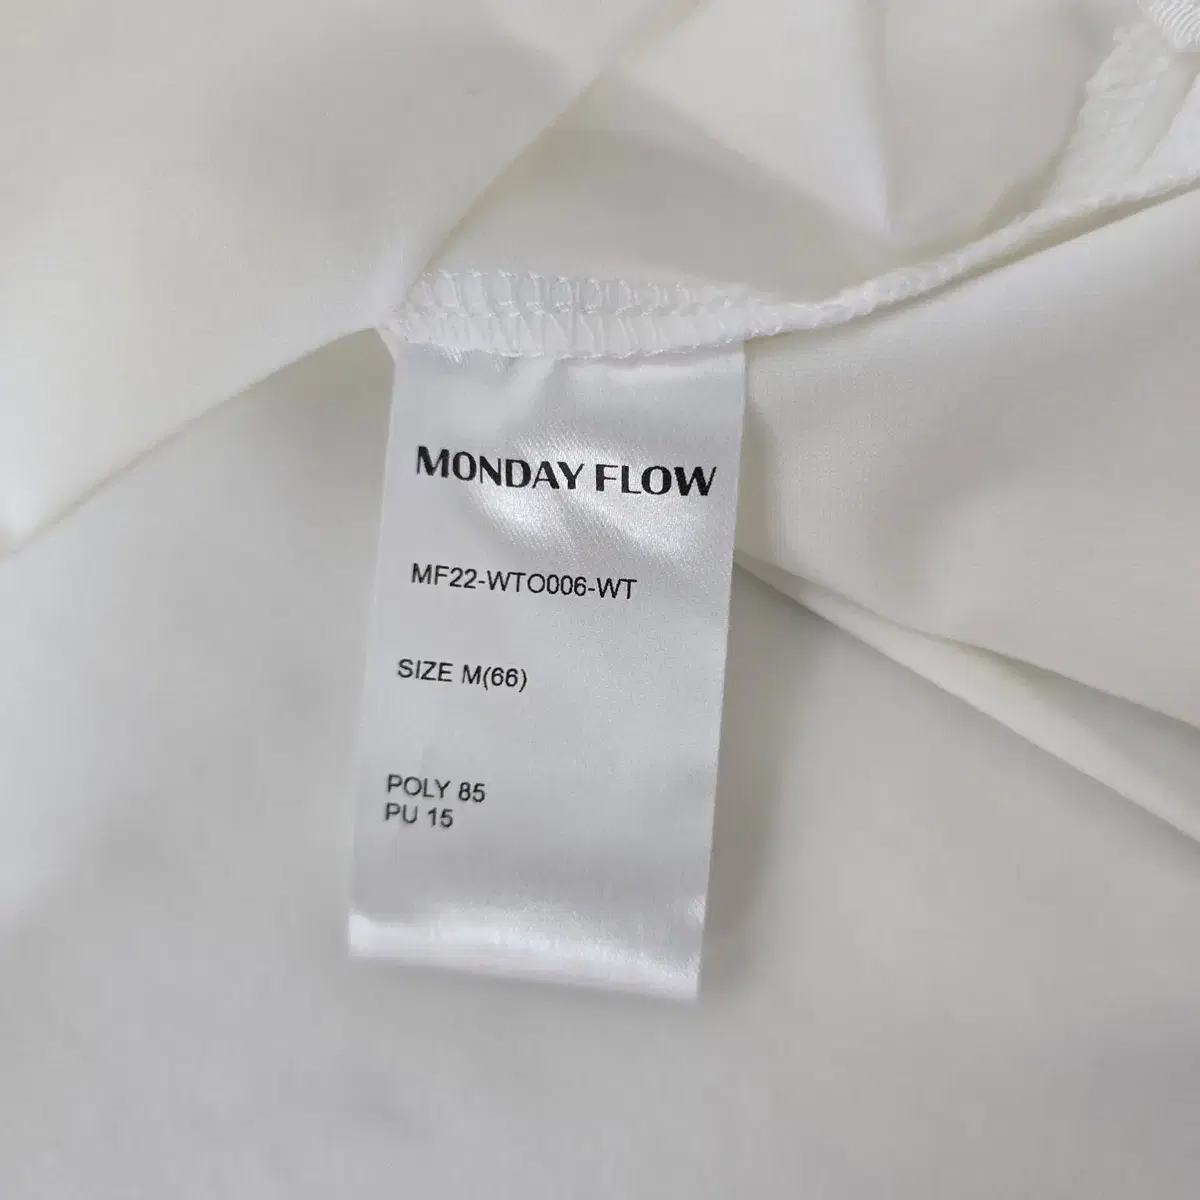 MONDAY FLOW
MF22-WTO006-WT
SIZE M(66)
POLY 85
PU 15